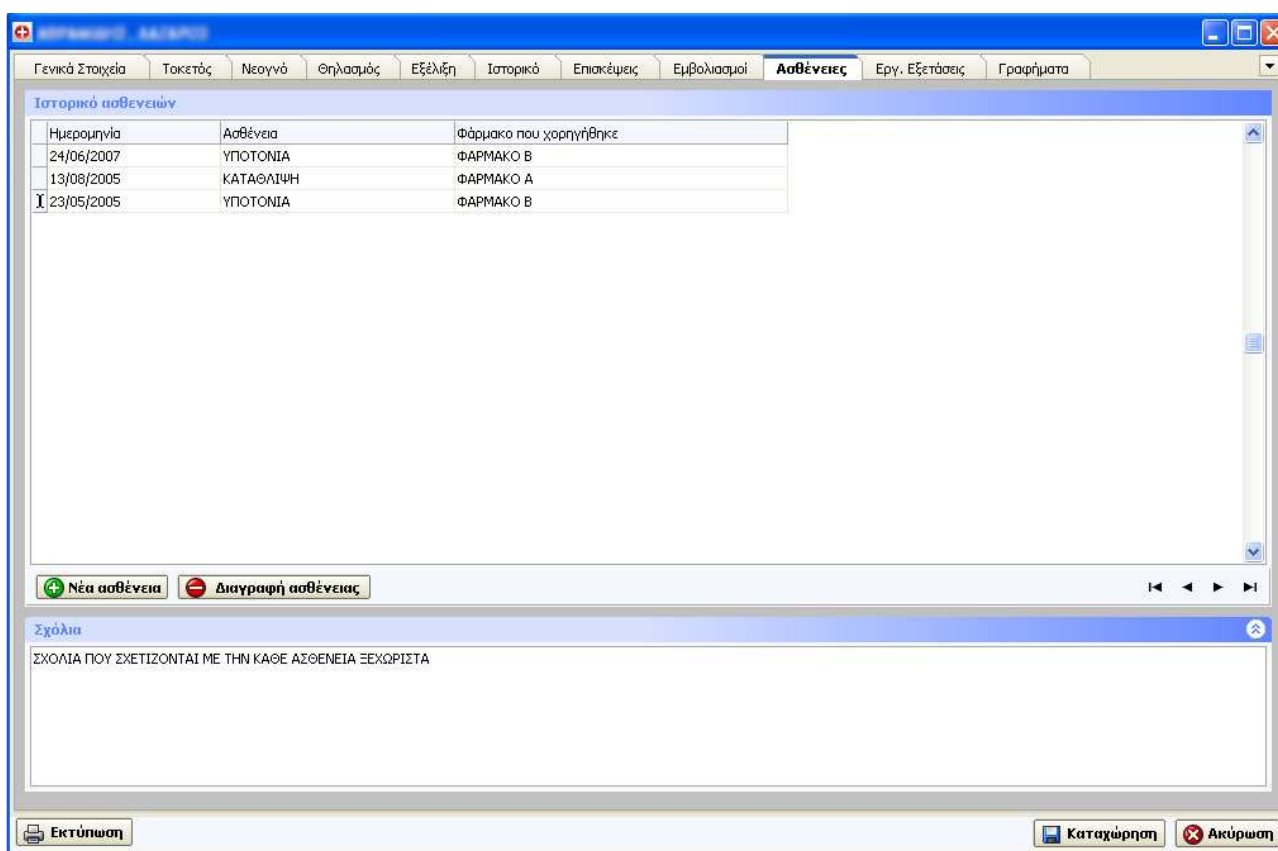 Γενικά Στοιχεία Τοκετός Νεογνό Θηλασμός Εξέλιξη Ιστορικό Επισκέψεις Εμβολιασμοί Ασθένειες Εργ. Εξετάσεις Γραφήματα
Ιστορικό ασθενειών
Ημερομηνία Ασθένεια Φάρμακο που χορηγήθηκε
24/06/2007 ΥΠΟΤΟΝΙΑ ΦΑΡΜΑΚΟ Β
13/08/2005 ΚΑΤΑΘΛΙΨΗ ΦΑΡΜΑΚΟ Α
23/05/2005 ΥΠΟΤΟΝΙΑ ΦΑΡΜΑΚΟ Β
Νέα ασθένεια Διαγραφή ασθένειας
Σχόλια
ΣΧΟΛΙΑ ΠΟΥ ΣΧΕΤΙΖΟΝΤΑΙ ΜΕ ΤΗΝ ΚΑΘΕ ΑΣΘΕΝΕΙΑ ΞΕΧΩΡΙΣΤΑ
Εκτύπωση Καταχώρηση Ακύρωση